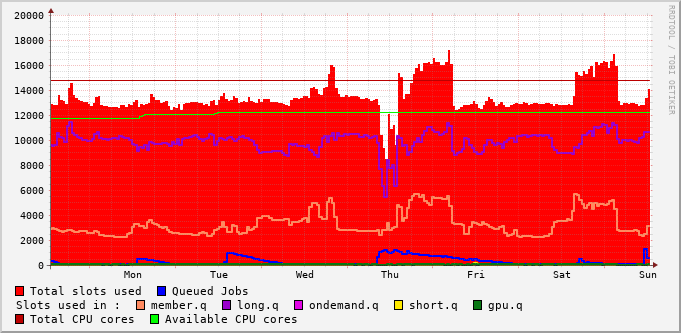 20000
18000
16000
14000
12000
10000
8000
6000
4000
2000
0
Mon Tue Wed Thu Fri Sat Sun
RRDTOOL / TOBI OETIKER
Total slots used Queued Jobs
Slots used in : member.q long.q ondemand.q short.q gpu.q
Total CPU cores Available CPU cores